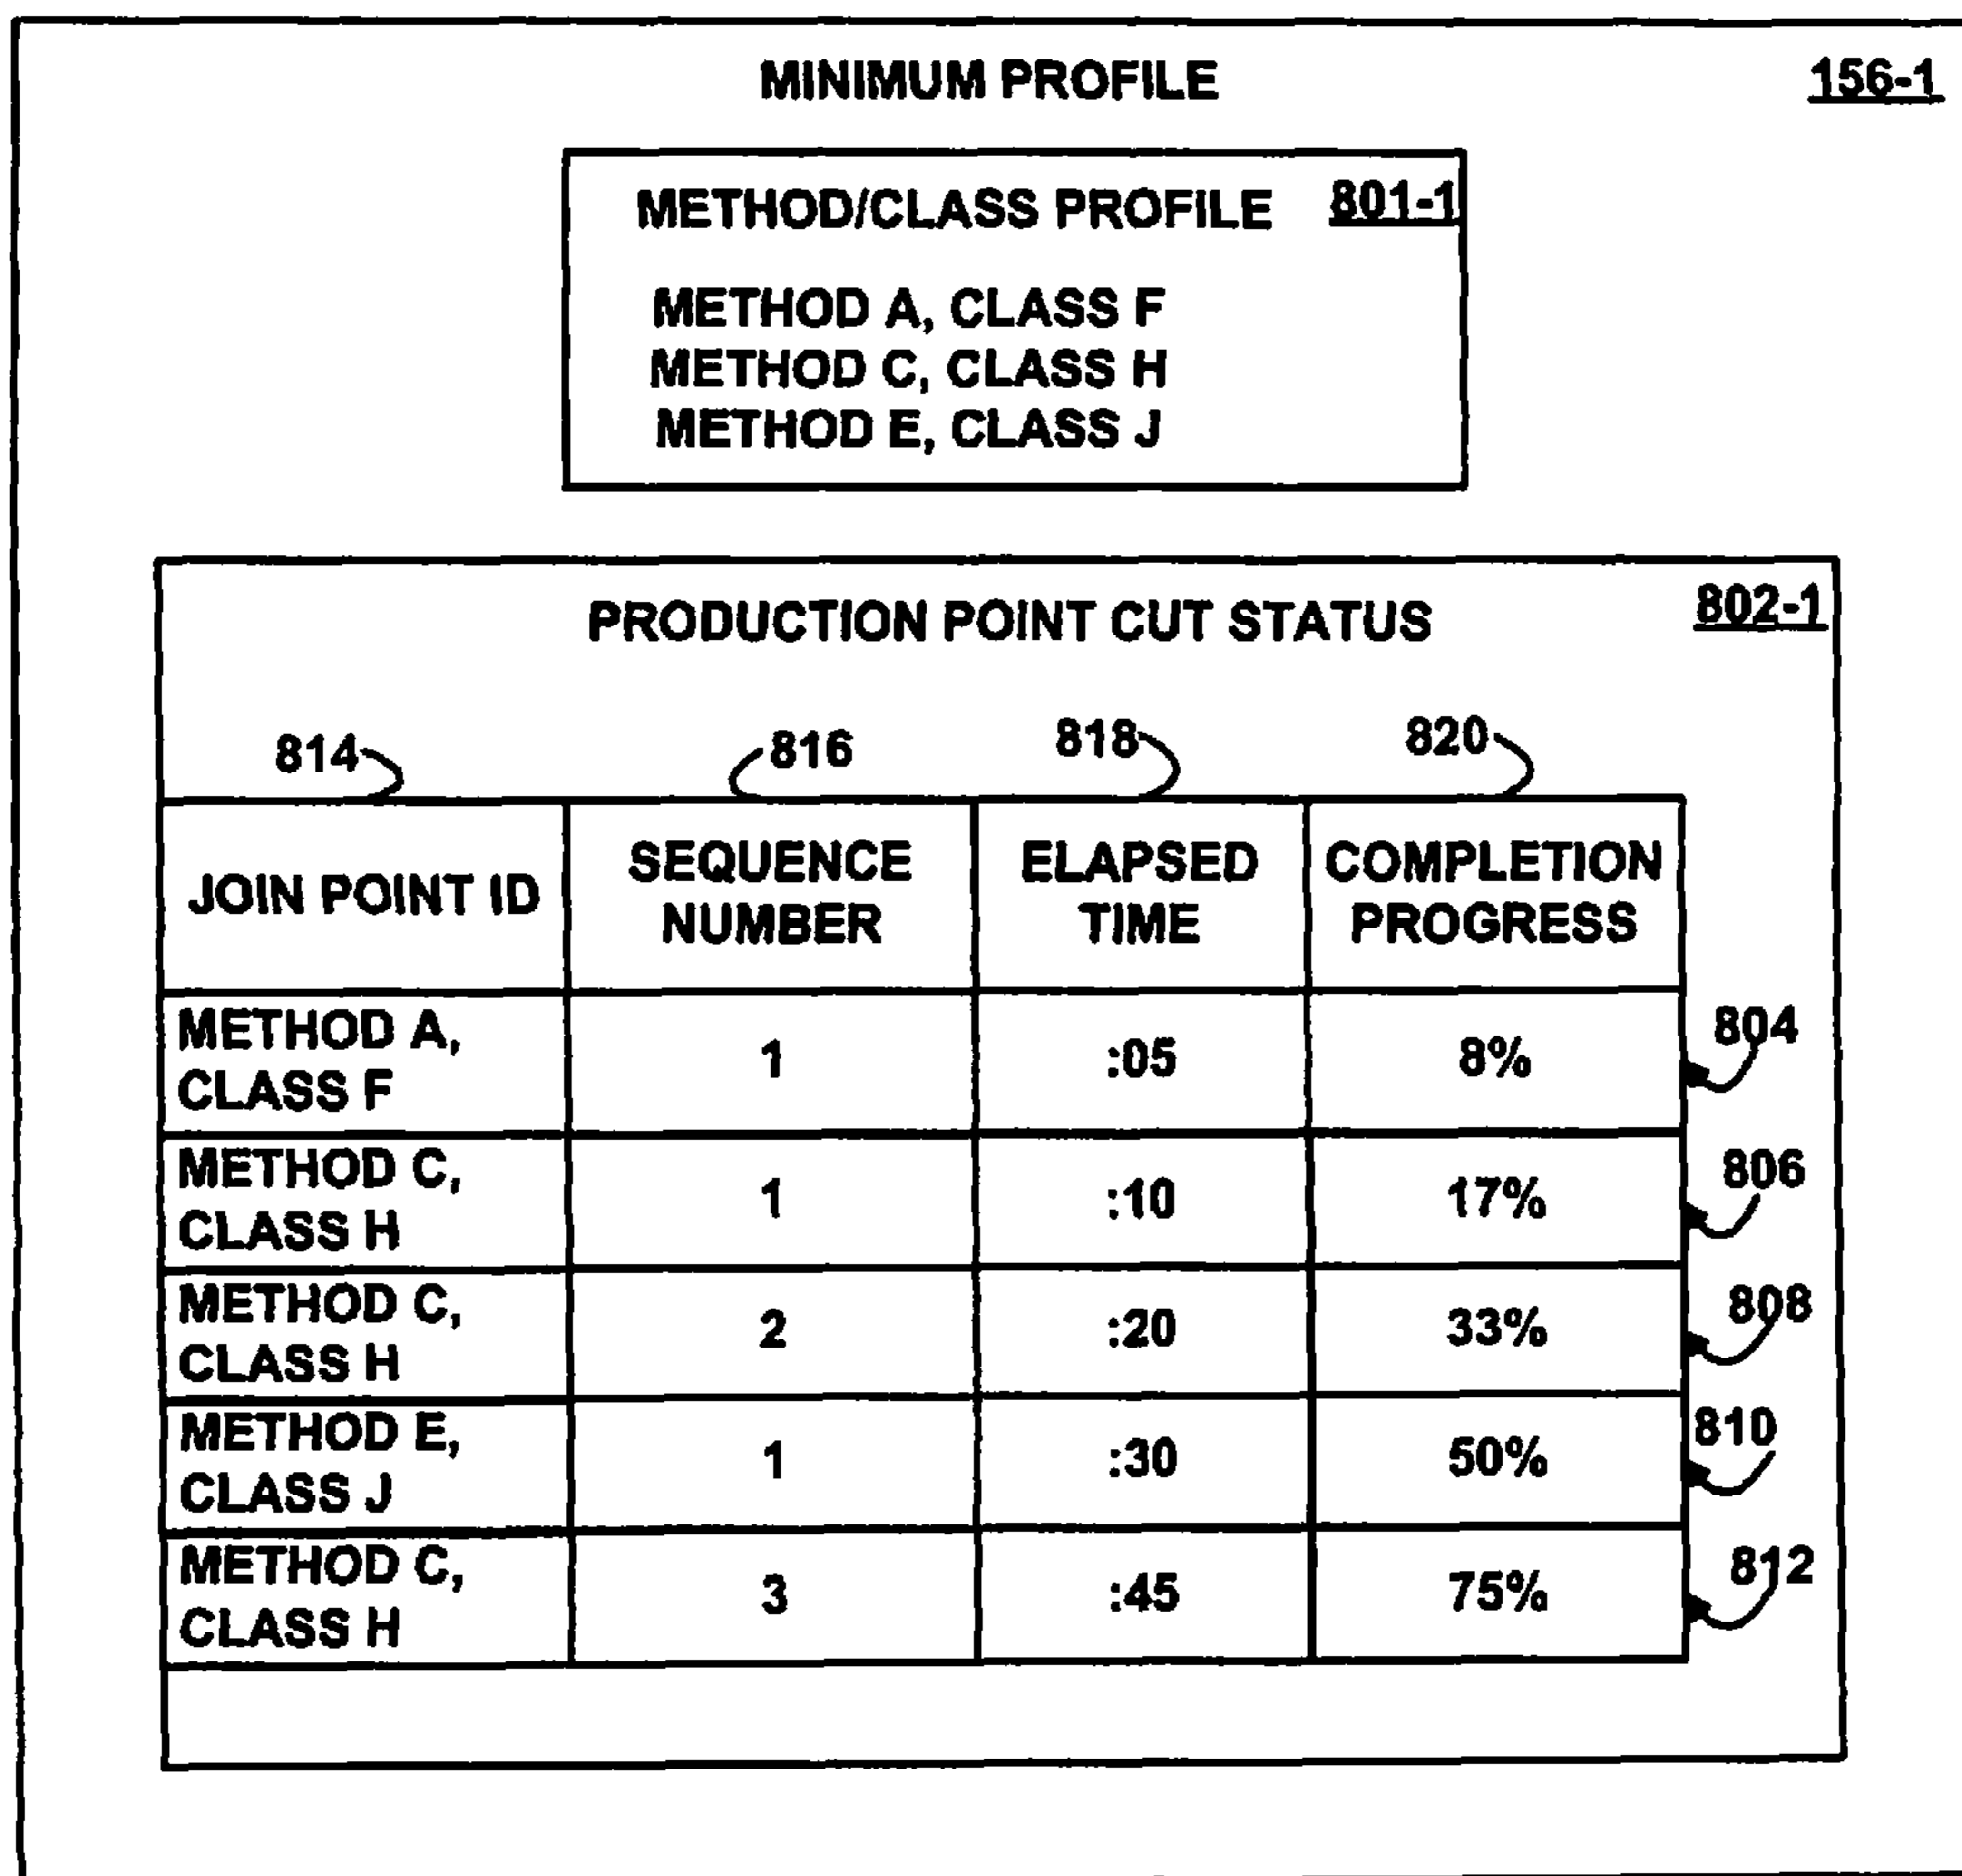 MINIMUM PROFILE 156-1
METHOD/CLASS PROFILE 801-1
METHOD A, CLASS F
METHOD C, CLASS H
METHOD E, CLASS J
PRODUCTION POINT CUT STATUS 802-1
814 816 818 820
JOIN POINT ID
SEQUENCE
NUMBER
ELAPSED
TIME
COMPLETION
PROGRESS
METHOD A,
CLASS F
1
:05
8%
804
METHOD C,
CLASS H
1
:10
17%
806
METHOD C,
CLASS H
2
:20
33%
808
METHOD E,
CLASS J
1
:30
50%
810
METHOD C,
CLASS H
3
:45
75%
812